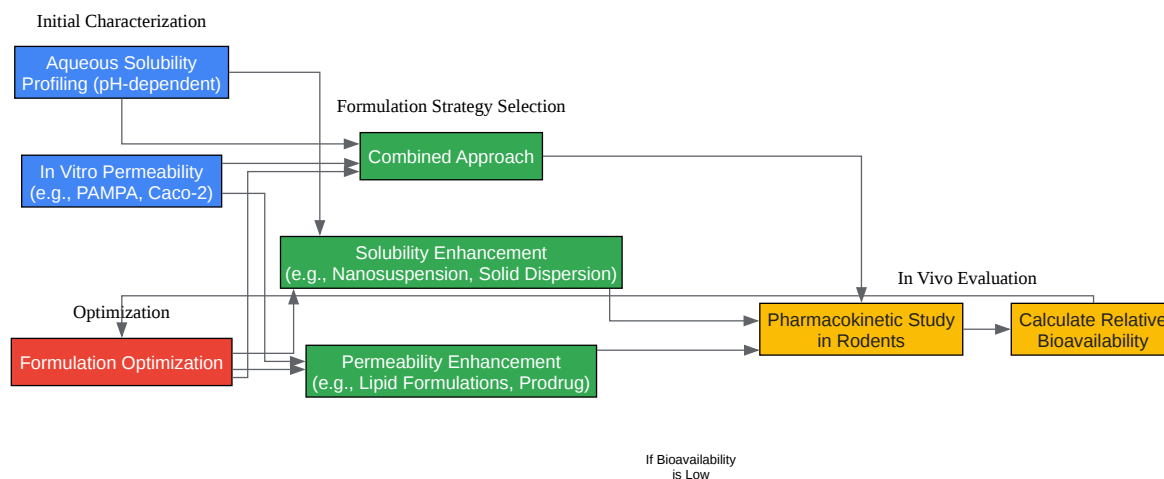 Initial Characterization
Aqueous Solubility
Profiling (pH-dependent)
Formulation Strategy Selection
Combined Approach
In Vitro Permeability
(e.g., PAMPA, Caco-2)
Solubility Enhancement
(e.g., Nanosuspension, Solid Dispersion)
In Vivo Evaluation
Optimization
Pharmacokinetic Study
in Rodents
Calculate Relative
Bioavailability
Formulation Optimization
Permeability Enhancement
(e.g., Lipid Formulations, Prodrug)
If Bioavailability
is Low